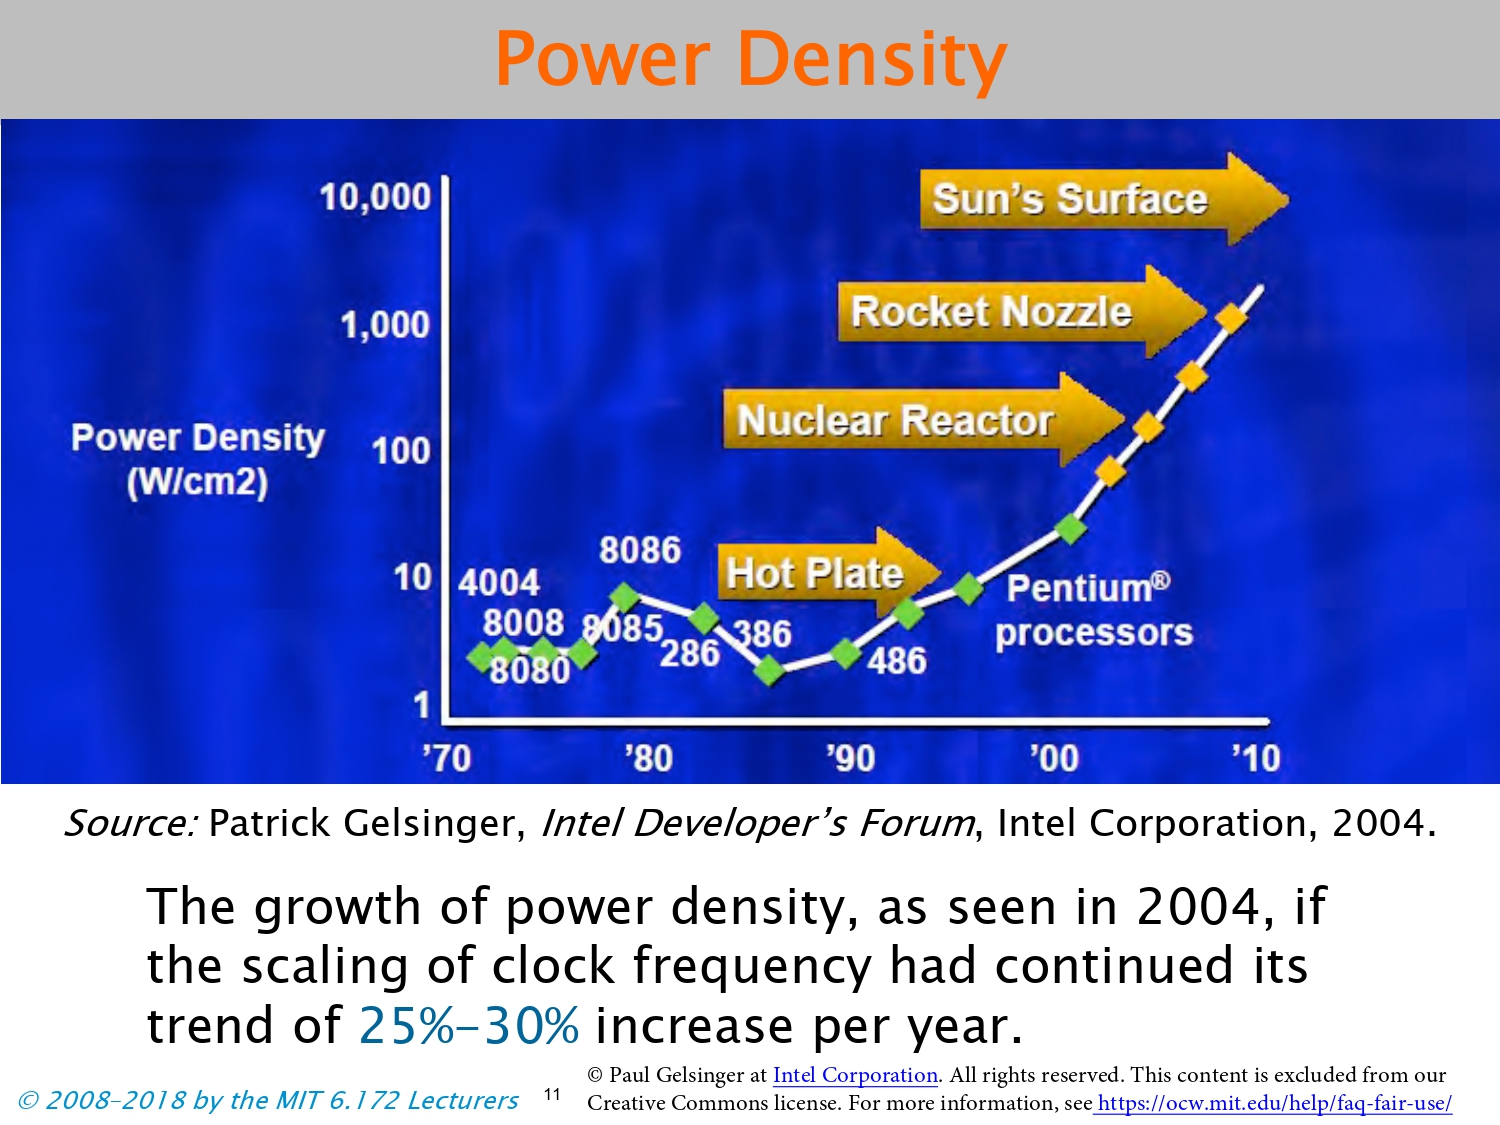 Power Density
10,000
Sun's Surface
1,000
Rocket Nozzle
Power Density
(W/cm2)
100
Nuclear Reactor
8086
10
4004
Hot Plate
Pentium®
processors
8008
8085
386
286
8080
486
1
'70
'80
'90
'00
'10
Source: Patrick Gelsinger, Intel Developer's Forum, Intel Corporation, 2004.
The growth of power density, as seen in 2004, if
the scaling of clock frequency had continued its
trend of 25%–30% increase per year.
© 2008–2018 by the MIT 6.172 Lecturers
11
© Paul Gelsinger at Intel Corporation. All rights reserved. This content is excluded from our
Creative Commons license. For more information, see https://ocw.mit.edu/help/faq-fair-use/